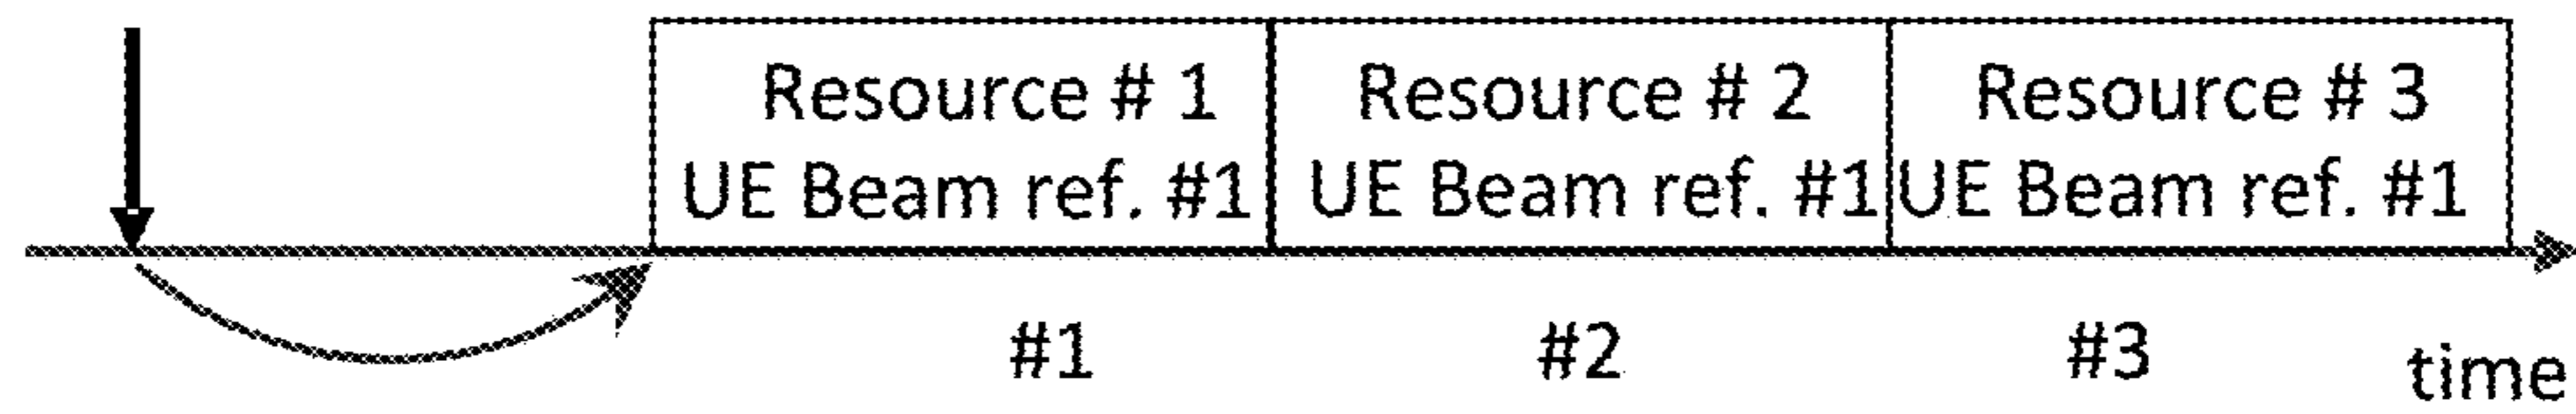 Resource # 1
UE Beam ref. #1
Resource # 2
UE Beam ref. #1
Resource # 3
UE Beam ref. #1
#1
#2
#3
time